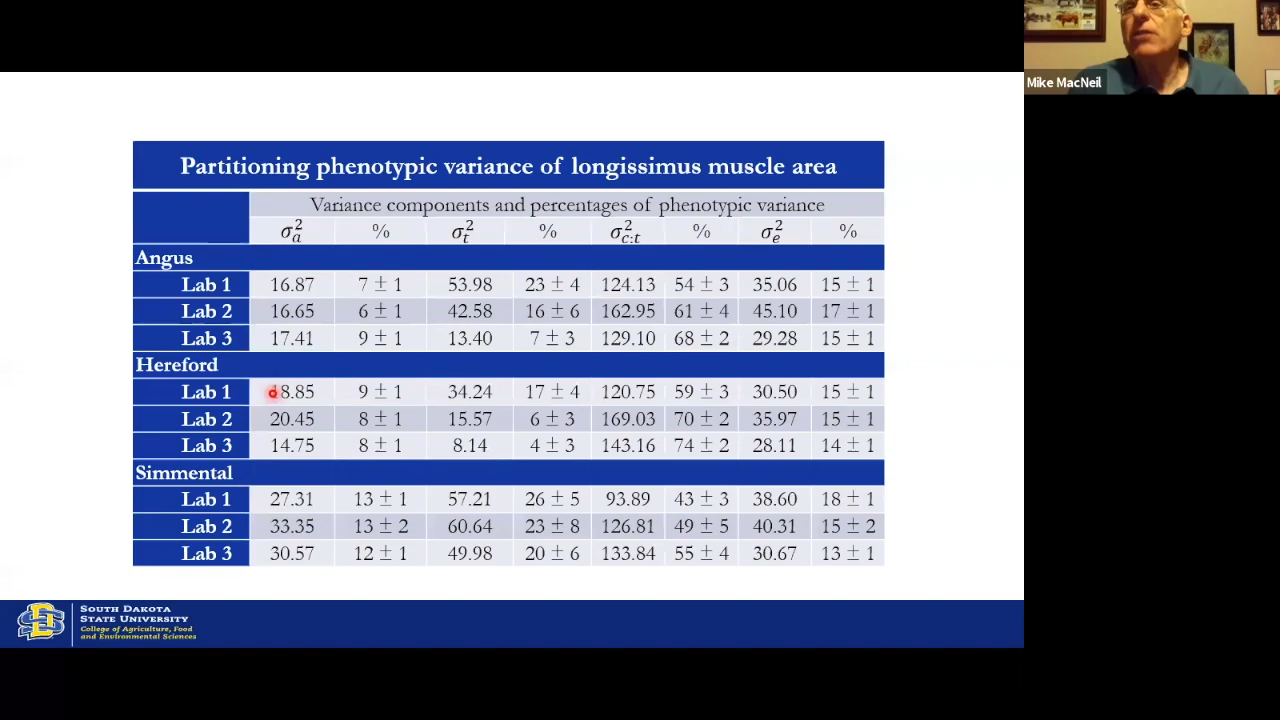 Mike MacNeil
Partitioning phenotypic variance of longissimus muscle area
Variance components and percentages of phenotypic variance
σ²ₐ % σ²ₜ % σ²_{c:t} % σ²ₑ %
Angus
Lab 1 16.87 7 ± 1 53.98 23 ± 4 124.13 54 ± 3 35.06 15 ± 1
Lab 2 16.65 6 ± 1 42.58 16 ± 6 162.95 61 ± 4 45.10 17 ± 1
Lab 3 17.41 9 ± 1 13.40 7 ± 3 129.10 68 ± 2 29.28 15 ± 1
Hereford
Lab 1 18.85 9 ± 1 34.24 17 ± 4 120.75 59 ± 3 30.50 15 ± 1
Lab 2 20.45 8 ± 1 15.57 6 ± 3 169.03 70 ± 2 35.97 15 ± 1
Lab 3 14.75 8 ± 1 8.14 4 ± 3 143.16 74 ± 2 28.11 14 ± 1
Simmental
Lab 1 27.31 13 ± 1 57.21 26 ± 5 93.89 43 ± 3 38.60 18 ± 1
Lab 2 33.35 13 ± 2 60.64 23 ± 8 126.81 49 ± 5 40.31 15 ± 2
Lab 3 30.57 12 ± 1 49.98 20 ± 6 133.84 55 ± 4 30.67 13 ± 1
SOUTH DAKOTA
STATE UNIVERSITY
College of Agriculture, Food
and Environmental Sciences